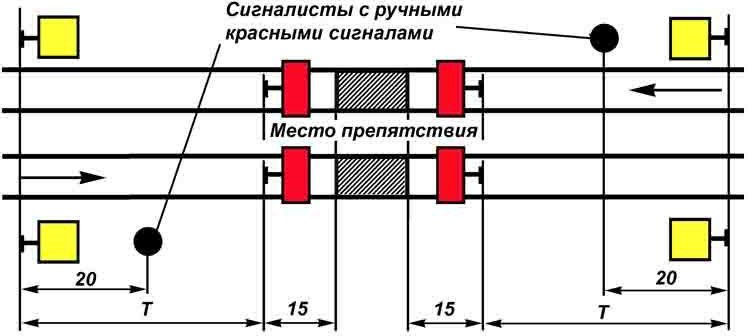 Сигналисты с ручными
красными сигналами
Место препятствия
20
20
T
15
15
T